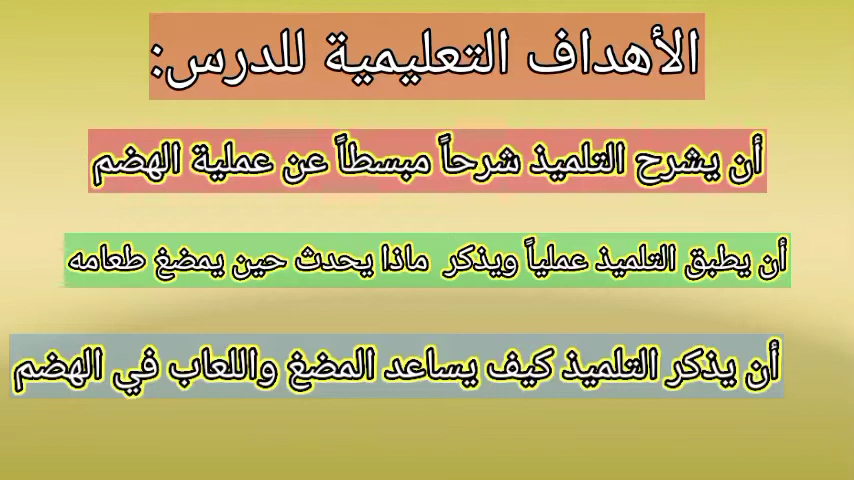 الأهداف التعليمية للدرس:
أن يشرح التلميذ شرحاً مبسطاً عن عملية الهضم
أن يطبق التلميذ عملياً ويذكر ماذا يحدث حين يمضغ طعامه
أن يذكر التلميذ كيف يساعد المضغ واللعاب في الهضم